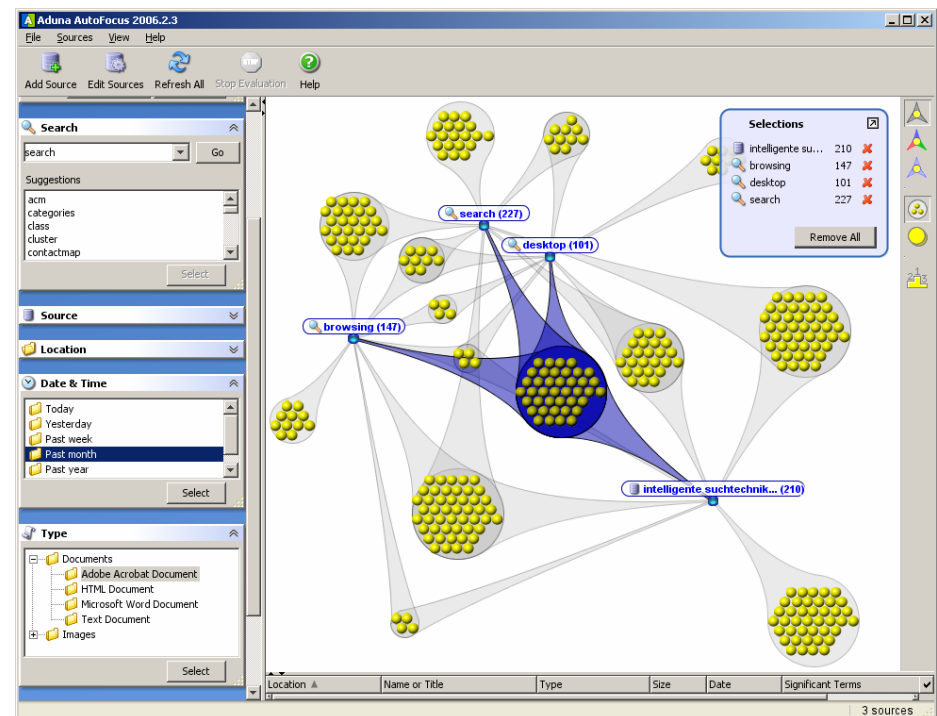 Aduna AutoFocus 2006.2.3
File Sources View Help
Add Source Edit Sources Refresh All Stop Evaluation Help
Search
search
Go
Suggestions
acm
categories
class
cluster
contactmap
Select
Source
Location
Date & Time
Today
Yesterday
Past week
Past month
Past year
Select
Type
Documents
Adobe Acrobat Document
HTML Document
Microsoft Word Document
Text Document
Images
Select
search (227)
desktop (101)
browsing (147)
intelligente suchtechnik... (210)
Selections
intelligente su... 210
browsing 147
desktop 101
search 227
Remove All
Location Name or Title Type Size Date Significant Terms
3 sources